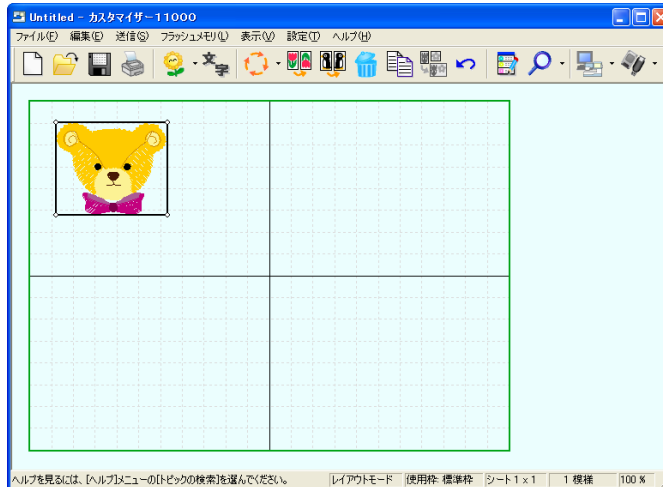 Untitled - カスタマイザー11000
ファイル(F) 編集(E) 送信(S) フラッシュメモリ(L) 表示(V) 設定(T) ヘルプ(H)
文字
ヘルプを見るには、[ヘルプ]メニューの[トピックの検索]を選んでください。 レイアウトモード 使用枠: 標準枠 シート 1 x 1 1 模様 100 %